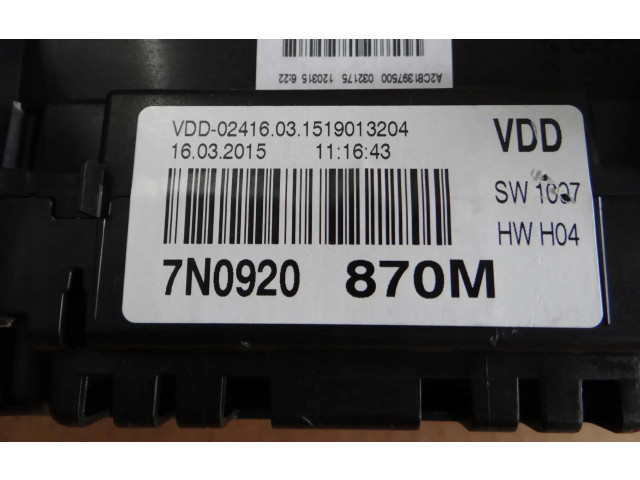 A2C81397500 032175 120315 6:22
VDD-02416.03.1519013204
16.03.2015 11:16:43
VDD
SW 1007
HW H04
7N0920 870M